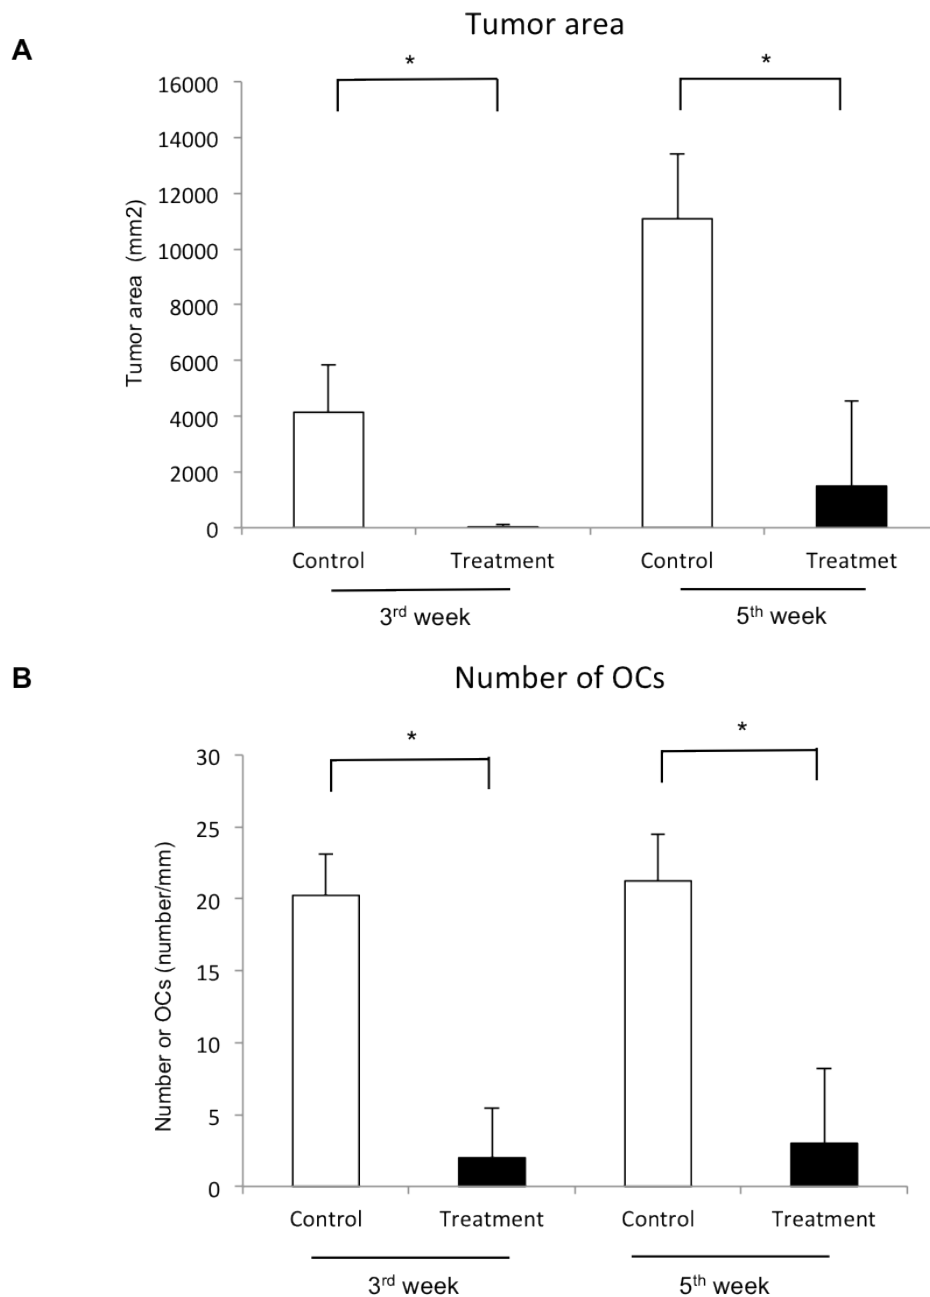 A
Tumor area
*
*
16000
14000
12000
10000
8000
6000
4000
2000
0
Tumor area (mm2)
Control
Treatment
Control
Treatmet
3rd week
5th week
B
Number of OCs
*
*
30
25
20
15
10
5
0
Number or OCs (number/mm)
Control
Treatment
Control
Treatment
3rd week
5th week